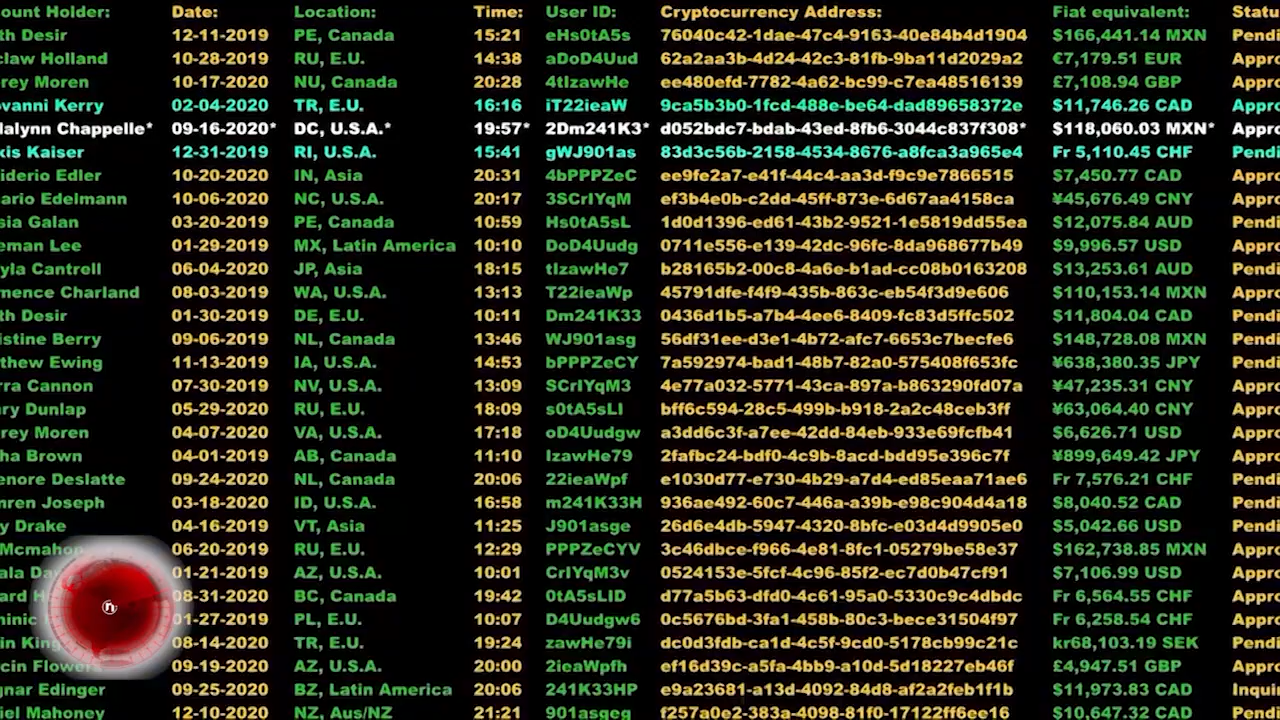 ount Holder: Date: Location: Time: User ID: Cryptocurrency Address: Fiat equivalent: Statu
th Desir 12-11-2019 PE, Canada 15:21 eHs0tA5s 76040c42-1dae-47c4-9163-40e84b4d1904 $166,441.14 MXN Pendi
claw Holland 10-28-2019 RU, E.U. 14:38 aDoD4Uud 62a2aa3b-4d24-42c3-81fb-9ba11d2029a2 €7,179.51 EUR Appro
rey Moren 10-17-2020 NU, Canada 20:28 4tIzawHe ee480efd-7782-4a62-bc99-c7ea48516139 £7,108.94 GBP Appro
ovanni Kerry 02-04-2020 TR, E.U. 16:16 iT22ieaW 9ca5b3b0-1fcd-488e-be64-dad89658372e $11,746.26 CAD Appro
lalynn Chappelle* 09-16-2020* DC, U.S.A.* 19:57* 2Dm241K3* d052bdc7-bdab-43ed-8fb6-3044c837f308* $118,060.03 MXN* Appro
xis Kaiser 12-31-2019 RI, U.S.A. 15:41 gWJ901as 83d3c56b-2158-4534-8676-a8fca3a965e4 Fr 5,110.45 CHF Pendi
iderio Edler 10-20-2020 IN, Asia 20:31 4bPPPZeC ee9fe2a7-e41f-44c4-aa3d-f9c9e7866515 $7,450.77 CAD Appro
ario Edelmann 10-06-2020 NC, U.S.A. 20:17 3SCrIYqM ef3b4e0b-c2dd-45ff-873e-6d67aa4158ca ¥45,676.49 CNY Appro
sia Galan 03-20-2019 PE, Canada 10:59 Hs0tA5sL 1d0d1396-ed61-43b2-9521-1e5819dd55ea $12,075.84 AUD Pendi
eman Lee 01-29-2019 MX, Latin America 10:10 DoD4Uudg 0711e556-e139-42dc-96fc-8da968677b49 $9,996.57 USD Appro
yla Cantrell 06-04-2020 JP, Asia 18:15 tIzawHe7 b28165b2-00c8-4a6e-b1ad-cc08b0163208 $13,253.61 AUD Pendi
mence Charland 08-03-2019 WA, U.S.A. 13:13 T22ieaWp 45791dfe-f4f9-435b-863c-eb54f3d9e606 $110,153.14 MXN Appro
th Desir 01-30-2020 DE, E.U. 10:11 Dm241K33 0436d1b5-a7b4-4ee6-8409-fc83d5ffc502 $11,804.04 CAD Pendi
istine Berry 09-06-2019 NL, Canada 13:46 WJ901asg 56df31ee-d3e1-4b72-afc7-6653c7becfe6 $148,728.08 MXN Pendi
thew Ewing 11-13-2019 IA, U.S.A. 14:53 bPPPZeCY 7a592974-bad1-48b7-82a0-575408f653fc ¥638,380.35 JPY Pendi
rra Cannon 07-30-2020 NV, U.S.A. 13:09 SCrIYqM3 4e77a032-5771-43ca-897a-b863290fd07a ¥47,235.31 CNY Appro
ry Dunlap 05-29-2020 RU, E.U. 18:09 s0tA5sLI bff6c594-28c5-499b-b918-2a2c48ceb3ff ¥63,064.40 CNY Appro
rey Moren 04-07-2020 VA, U.S.A. 17:18 oD4Uudgw a3dd6c3f-a7ee-42dd-84eb-933e69fcfb41 $6,626.71 USD Pendi
ha Brown 04-01-2019 AB, Canada 11:10 IzawHe79 2fafbc24-bdf0-4c9b-8acd-bdd95e396c7f ¥899,649.42 JPY Appro
enore Deslatte 09-24-2020 NL, Canada 20:06 22ieaWpf e1030d77-e730-4b29-a7d4-ed85eaa71ae6 Fr 7,576.21 CHF Pendi
nren Joseph 03-18-2020 ID, U.S.A. 16:58 m241K33H 936ae492-60c7-446a-a39b-e98c904d4a18 $8,040.52 CAD Pendi
y Drake 04-16-2019 VT, Asia 11:25 J901asge 26d6e4db-5947-4320-8bfc-e03d4d9905e0 $5,042.66 USD Pendi
Mcmahon 06-20-2019 RU, E.U. 12:29 PPPZeCYV 3c46dbce-f966-4e81-8fc1-05279be58e37 $162,738.85 MXN Appro
ala Da 01-21-2019 AZ, U.S.A. 10:01 CrIYqM3v 0524153e-5fcf-4c96-85f2-ec7d0b47cf91 $7,106.99 USD Pendi
ard H 08-31-2020 BC, Canada 19:42 0tA5sLID d77a5b63-dfd0-4c61-95a0-5330c9c4dbdc Fr 6,564.55 CHF Appro
minic 01-27-2019 PL, E.U. 10:07 D4Uudgw6 0c5676bd-3fa1-458b-80c3-bece31504f97 Fr 6,258.54 CHF Appro
in King 08-14-2020 TR, E.U. 19:24 zawHe79i dc0d3fdb-ca1d-4c5f-9cd0-5178cb99c21c kr68,103.19 SEK Pendi
cin Flowers 09-19-2020 AZ, U.S.A. 20:00 2ieaWpfh ef16d39c-a5fa-4bb9-a10d-5d18227eb46f £4,947.51 GBP Appro
gnar Edinger 09-25-2020 BZ, Latin America 20:06 241K33HP e9a23681-a13d-4092-84d8-af2a2feb1f1b $11,973.83 CAD Inqui
iel Mahoney 12-10-2020 NZ, Aus/NZ 21:21 901asgeg f257a0e2-383a-4098-81f0-17122ff6ee16 $10,647.32 CAD Pendi